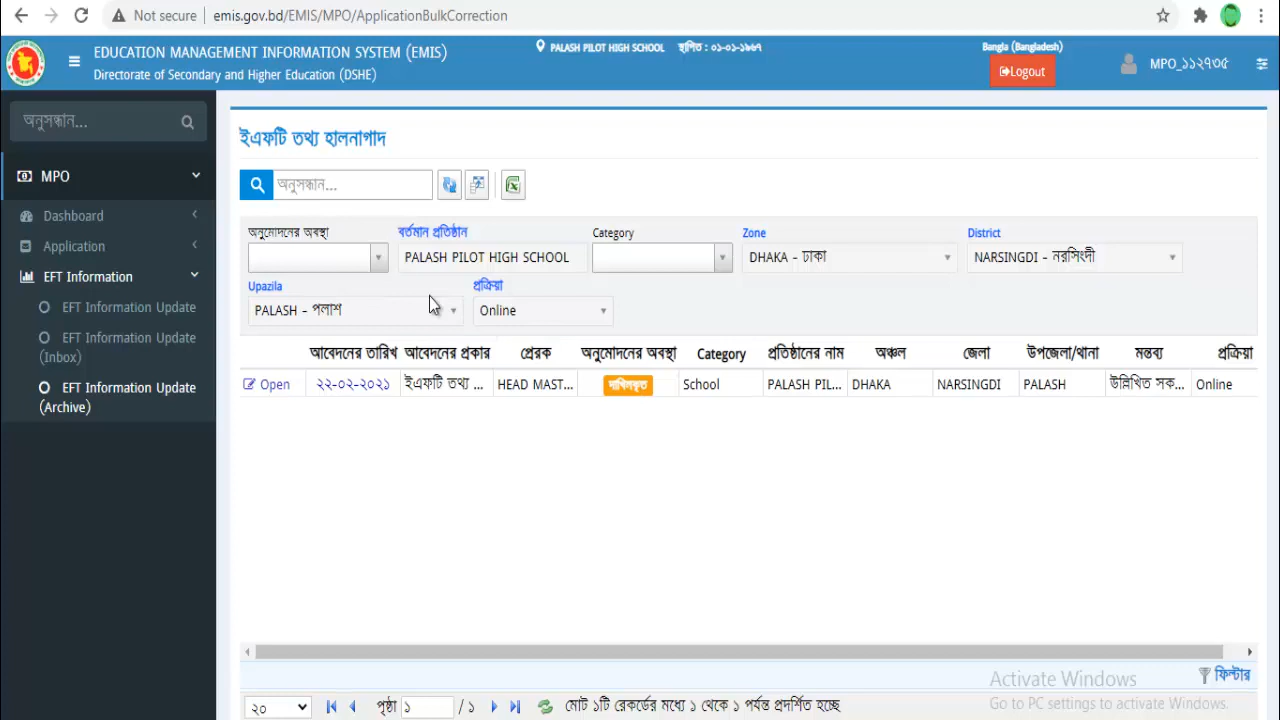 Not secure | emis.gov.bd/EMIS/MPO/ApplicationBulkCorrection
EDUCATION MANAGEMENT INFORMATION SYSTEM (EMIS)
Directorate of Secondary and Higher Education (DSHE)
PALASH PILOT HIGH SCHOOL স্থাপিত : ০১-০১-১৯৬৭
Bangla (Bangladesh)
Logout
MPO_১১২৭৩৫
অনুসন্ধান...
MPO
Dashboard
Application
EFT Information
EFT Information Update
EFT Information Update
(Inbox)
EFT Information Update
(Archive)
ইএফটি তথ্য হালনাগাদ
অনুসন্ধান...
অনুমোদনের অবস্থা বর্তমান প্রতিষ্ঠান Category Zone District
PALASH PILOT HIGH SCHOOL DHAKA - ঢাকা NARSINGDI - নরসিংদী
Upazila প্রক্রিয়া
PALASH - পলাশ Online
আবেদনের তারিখ আবেদনের প্রকার প্রেরক অনুমোদনের অবস্থা Category প্রতিষ্ঠানের নাম অঞ্চল জেলা উপজেলা/থানা মন্তব্য প্রক্রিয়া
Open ২২-০২-২০২১ ইএফটি তথ্য ... HEAD MAST... দাখিলকৃত School PALASH PIL... DHAKA NARSINGDI PALASH উল্লিখিত সক... Online
ফিল্টার
Activate Windows
Go to PC settings to activate Windows.
২০ পৃষ্ঠা ১ / ১ মোট ১টি রেকর্ডের মধ্যে ১ থেকে ১ পর্যন্ত প্রদর্শিত হচ্ছে